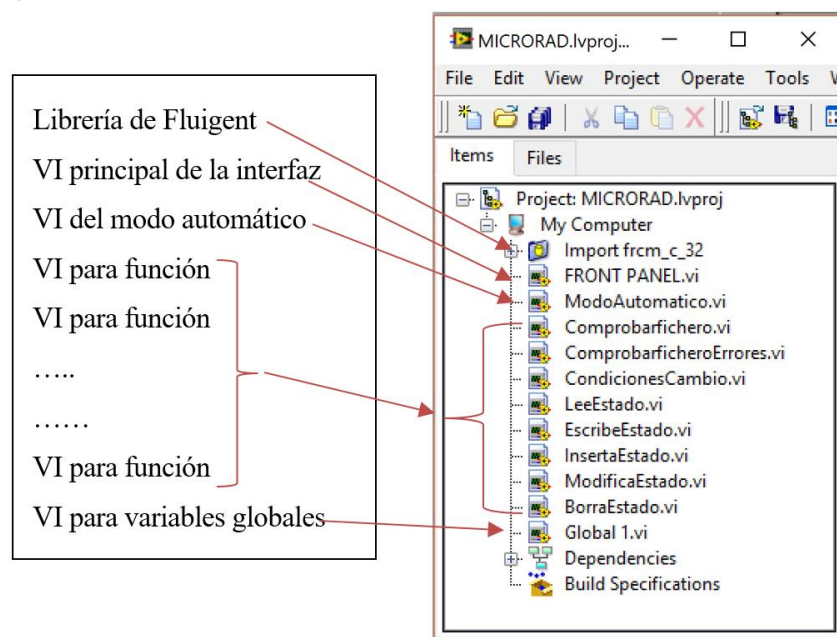 Librería de Fluigent
VI principal de la interfaz
VI del modo automático
VI para función
VI para función
…..
……
VI para función
VI para variables globales
MICRORAD.lvproj...
File Edit View Project Operate Tools
Items Files
Project: MICRORAD.lvproj
My Computer
Import frcm_c_32
FRONT PANEL.vi
ModoAutomatico.vi
Comprobarfichero.vi
ComprobarficheroErrores.vi
CondicionesCambio.vi
LeeEstado.vi
EscribeEstado.vi
InsertaEstado.vi
ModificaEstado.vi
BorraEstado.vi
Global 1.vi
Dependencies
Build Specifications